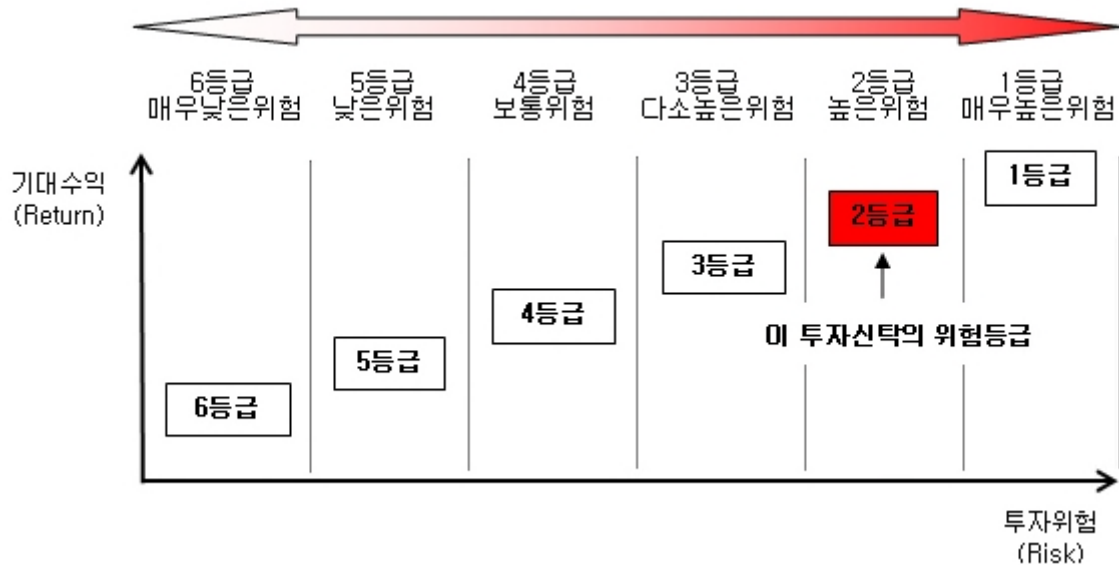 6등급 5등급 4등급 3등급 2등급 1등급
매우낮은위험 낮은위험 보통위험 다소높은위험 높은위험 매우높은위험
기대수익
(Return)
1등급
2등급
3등급
4등급
이 투자신탁의 위험등급
5등급
6등급
투자위험
(Risk)